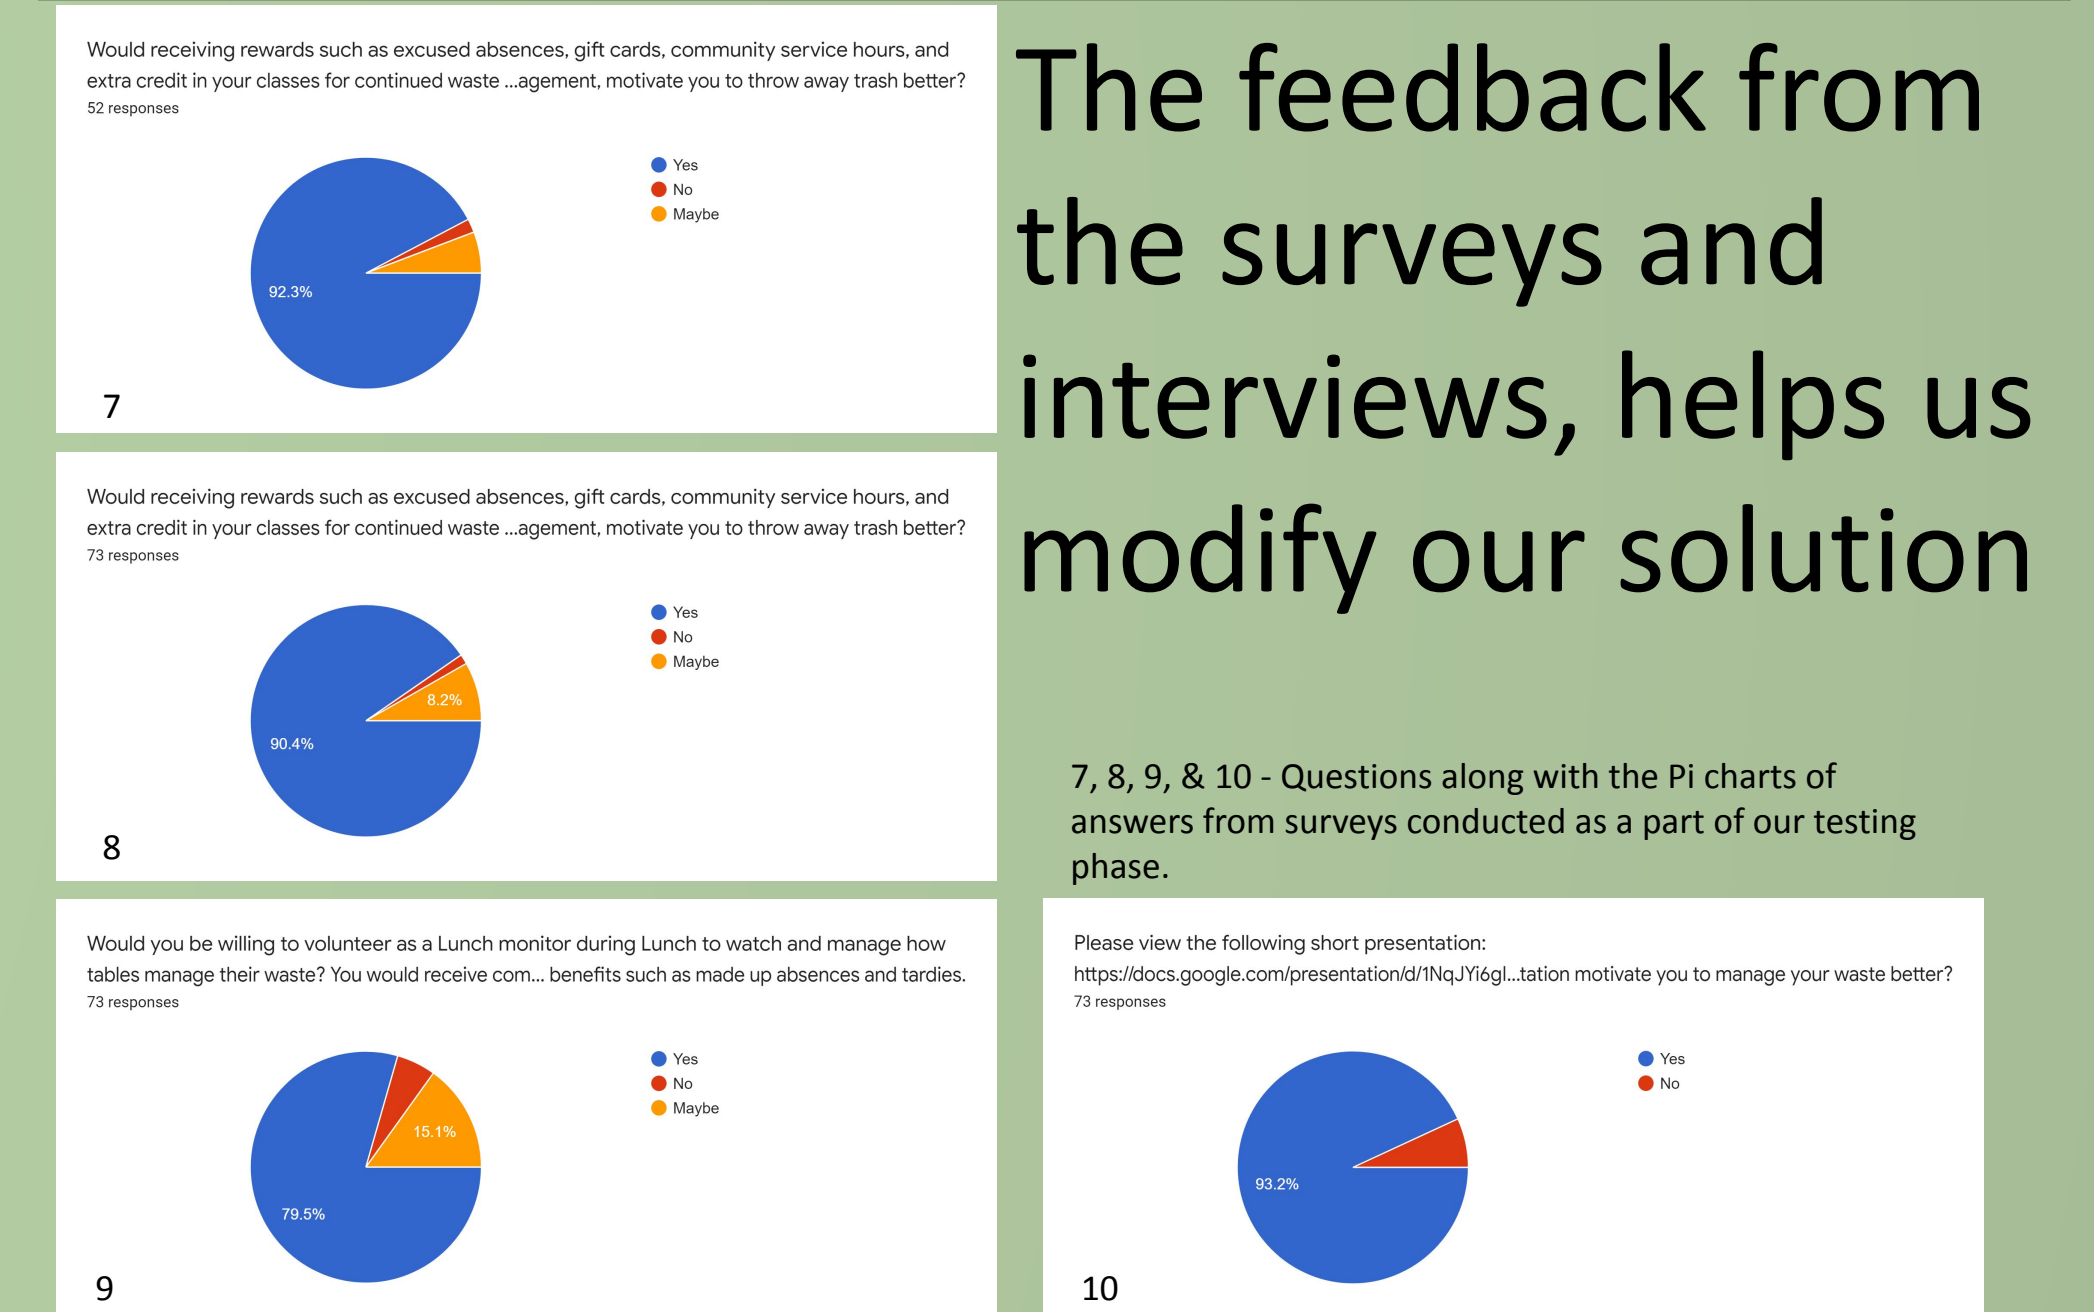 Would receiving rewards such as excused absences, gift cards, community service hours, and
extra credit in your classes for continued waste ...agement, motivate you to throw away trash better?
52 responses
Yes
No
Maybe
92.3%
7
The feedback from
the surveys and
interviews, helps us
modify our solution
Would receiving rewards such as excused absences, gift cards, community service hours, and
extra credit in your classes for continued waste ...agement, motivate you to throw away trash better?
73 responses
Yes
No
Maybe
8.2%
90.4%
8
7, 8, 9, & 10 - Questions along with the Pi charts of
answers from surveys conducted as a part of our testing
phase.
Would you be willing to volunteer as a Lunch monitor during Lunch to watch and manage how
tables manage their waste? You would receive com... benefits such as made up absences and tardies.
73 responses
Yes
No
Maybe
15.1%
79.5%
9
Please view the following short presentation:
https://docs.google.com/presentation/d/1NqJYi6gl...tation motivate you to manage your waste better?
73 responses
Yes
No
93.2%
10